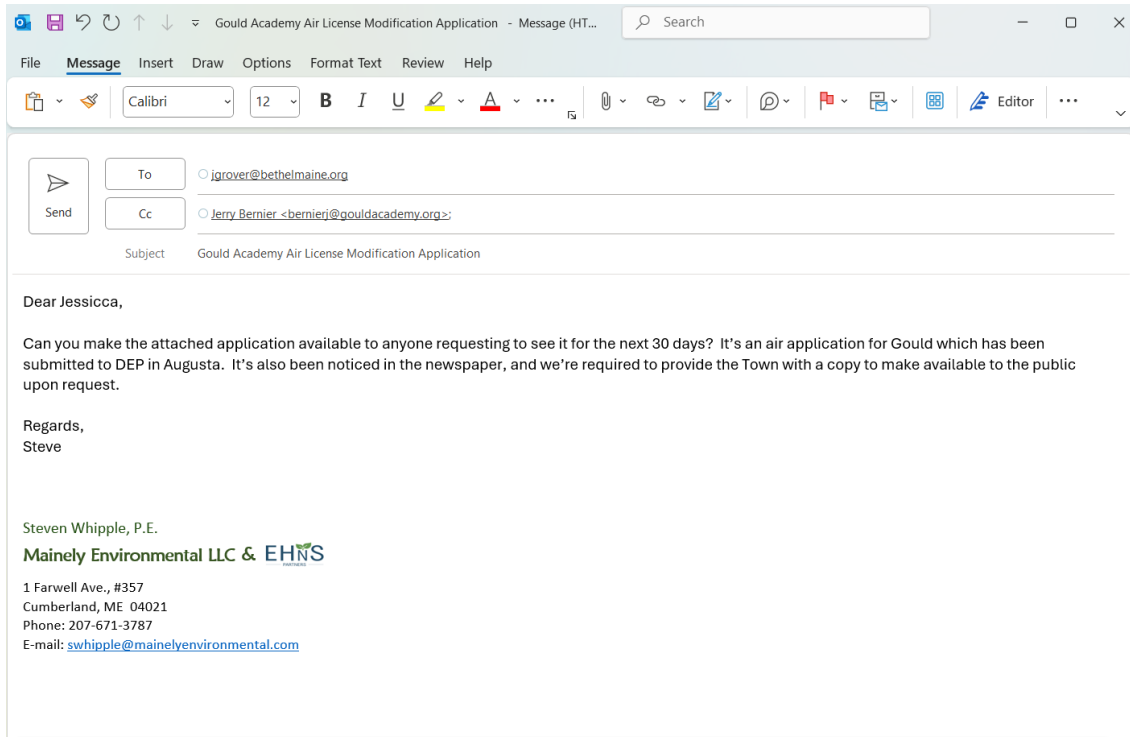 Gould Academy Air License Modification Application - Message (HT...
Search
File Message Insert Draw Options Format Text Review Help
Calibri 12 B I U A ... Editor ...
To jgrover@bethelmaine.org
Send Cc Jerry Bernier <bernierj@gouldacademy.org>;
Subject Gould Academy Air License Modification Application
Dear Jessicca,
Can you make the attached application available to anyone requesting to see it for the next 30 days?  It's an air application for Gould which has been
submitted to DEP in Augusta.  It's also been noticed in the newspaper, and we're required to provide the Town with a copy to make available to the public
upon request.
Regards,
Steve
Steven Whipple, P.E.
Mainely Environmental LLC & EHNS
PARTNERS
1 Farwell Ave., #357
Cumberland, ME  04021
Phone: 207-671-3787
E-mail: swhipple@mainelyenvironmental.com